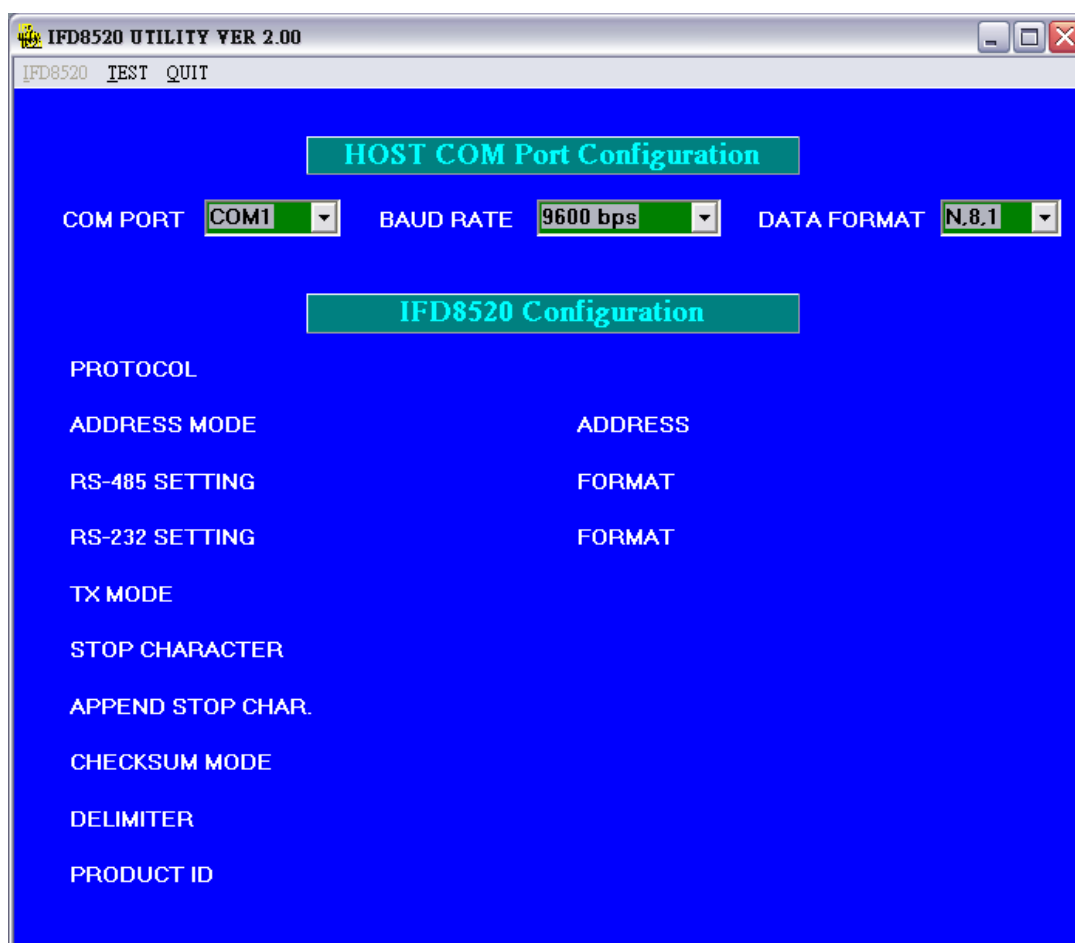 IFD8520 UTILITY VER 2.00
IFD8520 TEST QUIT
HOST COM Port Configuration
COM PORT COM1 BAUD RATE 9600 bps DATA FORMAT N,8,1
IFD8520 Configuration
PROTOCOL
ADDRESS MODE ADDRESS
RS-485 SETTING FORMAT
RS-232 SETTING FORMAT
TX MODE
STOP CHARACTER
APPEND STOP CHAR.
CHECKSUM MODE
DELIMITER
PRODUCT ID